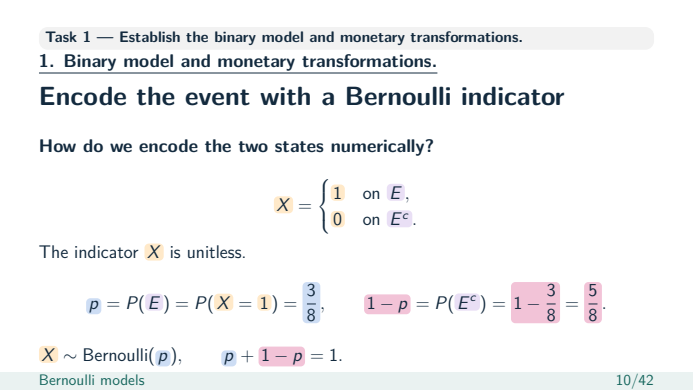 Task 1 — Establish the binary model and monetary transformations.
1. Binary model and monetary transformations.
Encode the event with a Bernoulli indicator
How do we encode the two states numerically?
X = { 1 on E,
0 on Eᶜ.
The indicator X is unitless.
p = P(E) = P(X = 1) = 3/8, 1 − p = P(Eᶜ) = 1 − 3/8 = 5/8.
X ∼ Bernoulli(p), p + 1 − p = 1.
Bernoulli models 10/42